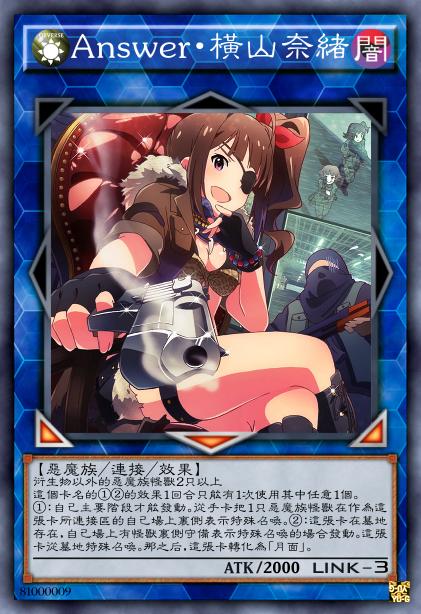 Answer・橫山奈緒
闇
【惡魔族/連接/效果】
衍生物以外的惡魔族怪獸2只以上
這個卡名的①②的效果1回合只能有1次使用其中任意1個。
①:自己主要階段才能發動。從手卡把1只惡魔族怪獸在作為這
張卡所連接區的自己場上裏側表示特殊召喚。②:這張卡在墓地
存在,自己場上有怪獸裏側守備表示特殊召喚的場合發動。這張
卡從墓地特殊召喚。那之后,這張卡轉化為「月面」。
ATK/2000 LINK-3
81000009